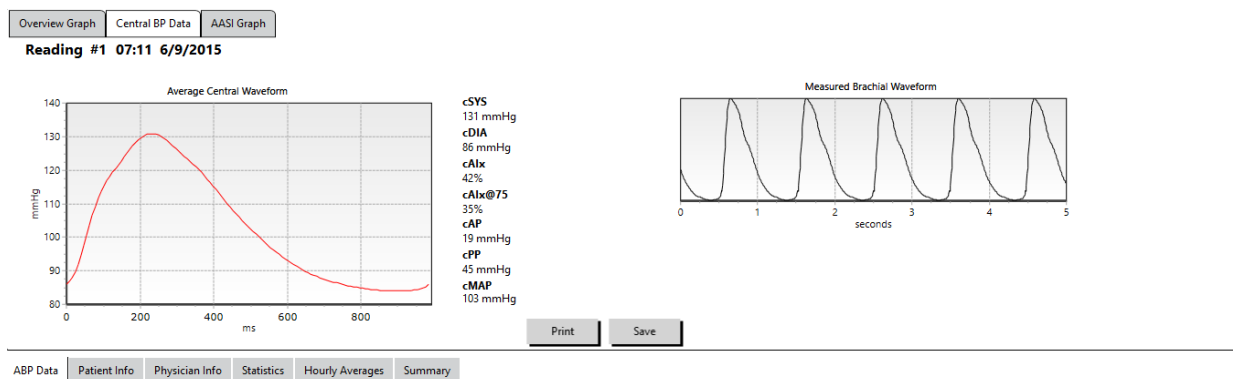 Overview Graph Central BP Data AASI Graph
Reading #1 07:11 6/9/2015
Average Central Waveform
140
130
120
110
100
90
80
mmHg
0 200 400 600 800
ms
cSYS
131 mmHg
cDIA
86 mmHg
cAIx
42%
cAIx@75
35%
cAP
19 mmHg
cPP
45 mmHg
cMAP
103 mmHg
Measured Brachial Waveform
0 1 2 3 4 5
seconds
Print Save
ABP Data Patient Info Physician Info Statistics Hourly Averages Summary